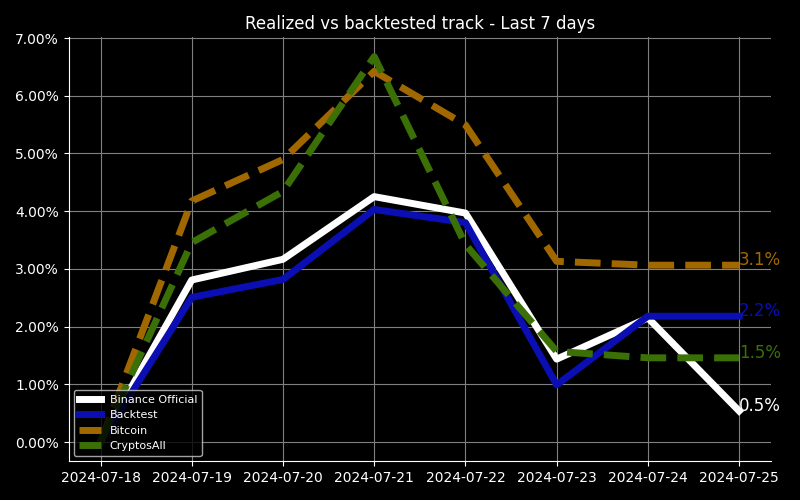 Realized vs backtested track - Last 7 days
7.00%
6.00%
5.00%
4.00%
3.00%
2.00%
1.00%
0.00%
3.1%
2.2%
1.5%
0.5%
Binance Official
Backtest
Bitcoin
CryptosAll
2024-07-18 2024-07-19 2024-07-20 2024-07-21 2024-07-22 2024-07-23 2024-07-24 2024-07-25